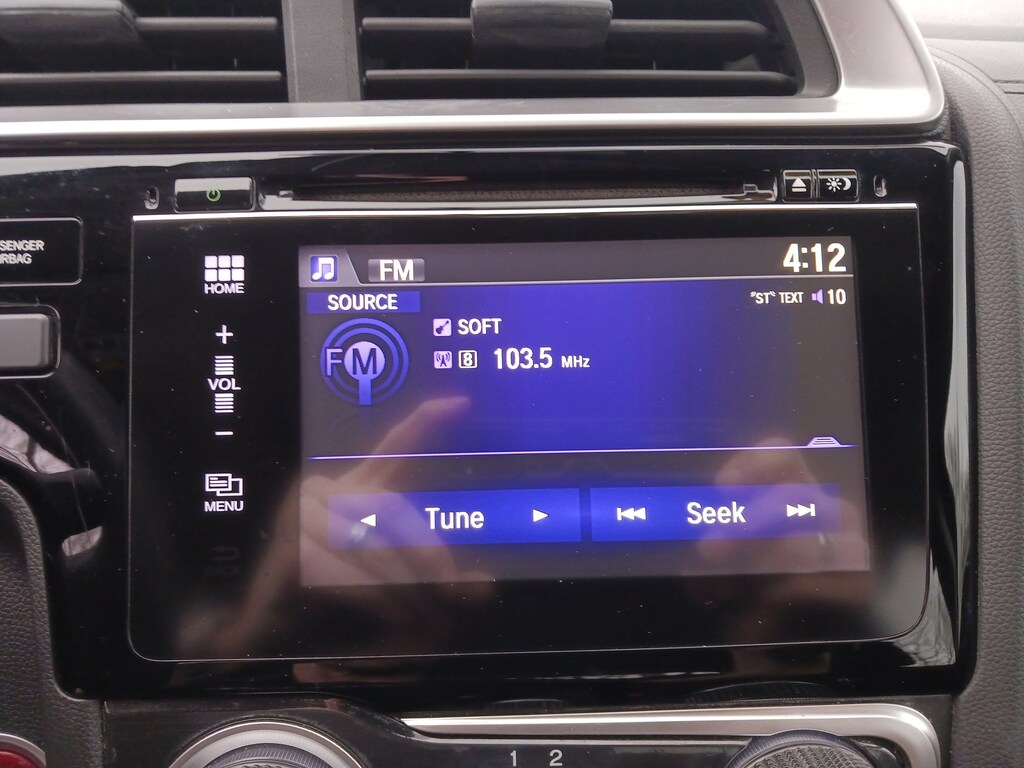 SENGER
RBAG
HOME
+
VOL
−
MENU
FM
4:12
SOURCE
"ST" TEXT 10
FM
SOFT
8 103.5 MHz
Tune
Seek
1 2